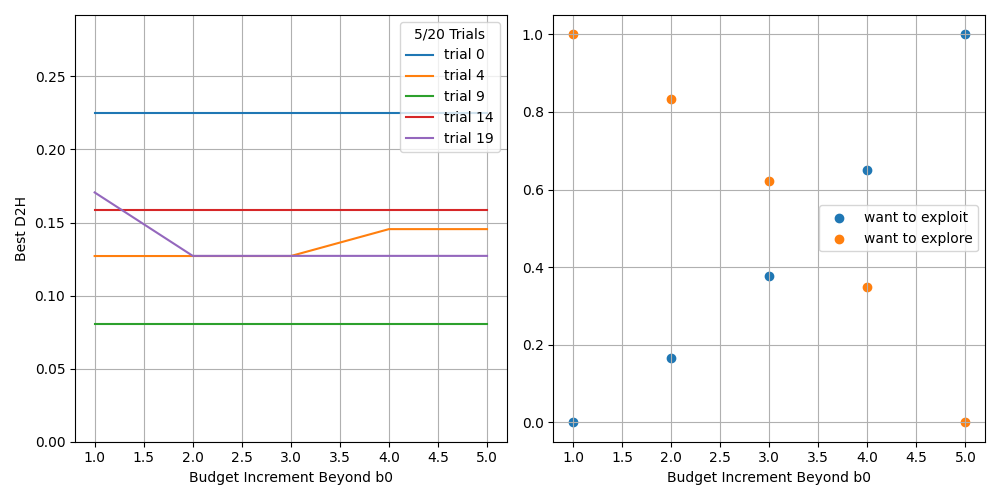 5/20 Trials
trial 0
trial 4
trial 9
trial 14
trial 19
0.25
0.20
0.15
0.10
0.05
0.00
Best D2H
1.0 1.5 2.0 2.5 3.0 3.5 4.0 4.5 5.0
Budget Increment Beyond b0
1.0
0.8
0.6
0.4
0.2
0.0
want to exploit
want to explore
1.0 1.5 2.0 2.5 3.0 3.5 4.0 4.5 5.0
Budget Increment Beyond b0